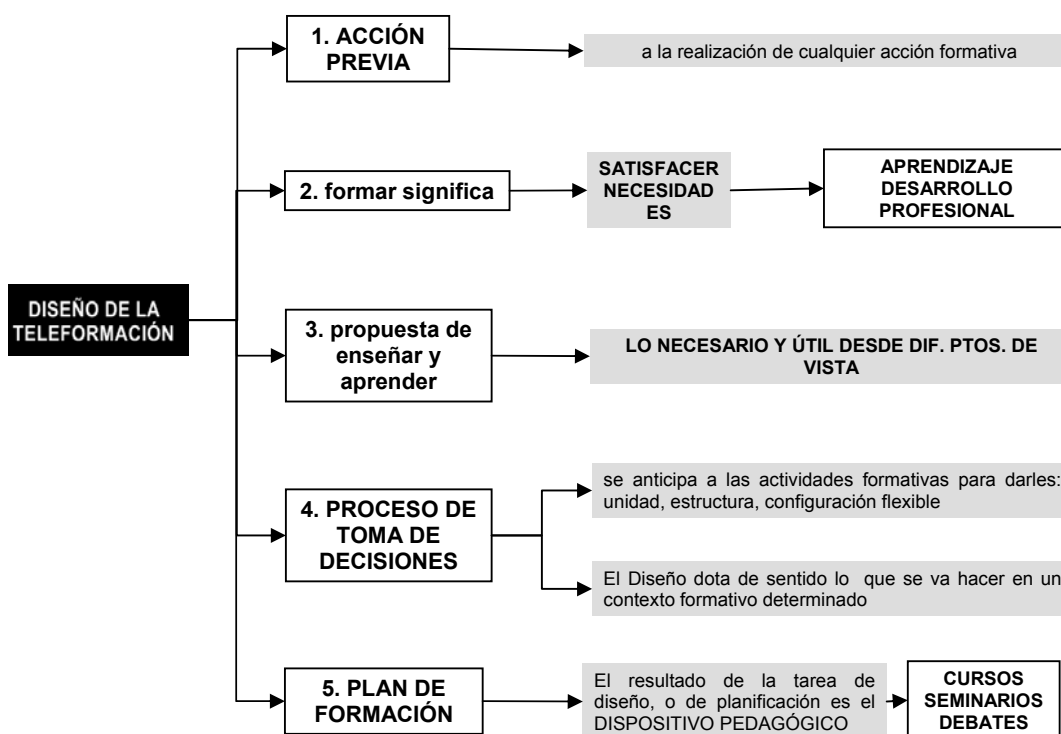 1. ACCIÓN
PREVIA
a la realización de cualquier acción formativa
2. formar significa
SATISFACER
NECESIDAD
ES
APRENDIZAJE
DESARROLLO
PROFESIONAL
DISEÑO DE LA
TELEFORMACIÓN
3. propuesta de
enseñar y
aprender
LO NECESARIO Y ÚTIL DESDE DIF. PTOS. DE
VISTA
4. PROCESO DE
TOMA DE
DECISIONES
se anticipa a las actividades formativas para darles:
unidad, estructura, configuración flexible
El Diseño dota de sentido lo que se va hacer en un
contexto formativo determinado
5. PLAN DE
FORMACIÓN
El resultado de la tarea de
diseño, o de planificación es el
DISPOSITIVO PEDAGÓGICO
CURSOS
SEMINARIOS
DEBATES